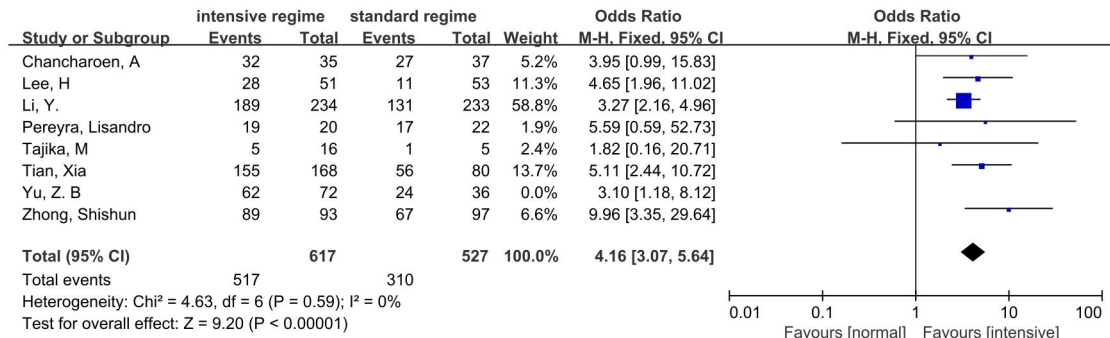 intensive regime standard regime Odds Ratio Odds Ratio
Study or Subgroup Events Total Events Total Weight M-H, Fixed, 95% CI M-H, Fixed, 95% CI
Chancharoen, A 32 35 27 37 5.2% 3.95 [0.99, 15.83]
Lee, H 28 51 11 53 11.3% 4.65 [1.96, 11.02]
Li, Y. 189 234 131 233 58.8% 3.27 [2.16, 4.96]
Pereyra, Lisandro 19 20 17 22 1.9% 5.59 [0.59, 52.73]
Tajika, M 5 16 1 5 2.4% 1.82 [0.16, 20.71]
Tian, Xia 155 168 56 80 13.7% 5.11 [2.44, 10.72]
Yu, Z. B 62 72 24 36 0.0% 3.10 [1.18, 8.12]
Zhong, Shishun 89 93 67 97 6.6% 9.96 [3.35, 29.64]
Total (95% CI) 617 527 100.0% 4.16 [3.07, 5.64]
Total events 517 310
Heterogeneity: Chi² = 4.63, df = 6 (P = 0.59); I² = 0%
Test for overall effect: Z = 9.20 (P < 0.00001)
0.01 0.1 1 10 100
Favours [normal] Favours [intensive]